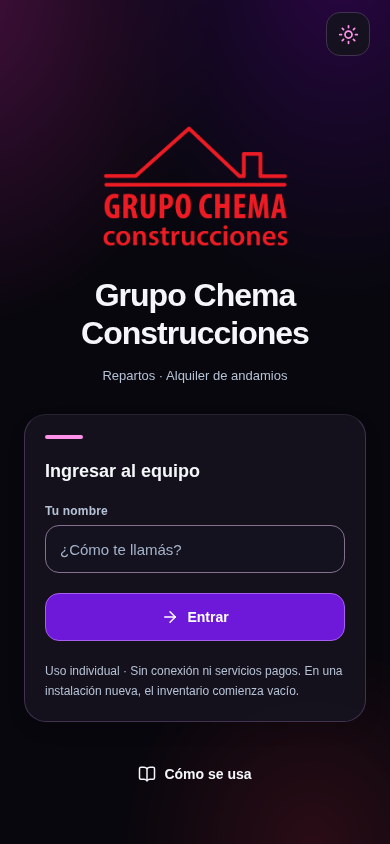 GRUPO CHEMA
construcciones
Grupo Chema
Construcciones
Repartos · Alquiler de andamios
Ingresar al equipo
Tu nombre
¿Cómo te llamás?
Entrar
Uso individual · Sin conexión ni servicios pagos. En una
instalación nueva, el inventario comienza vacío.
Cómo se usa